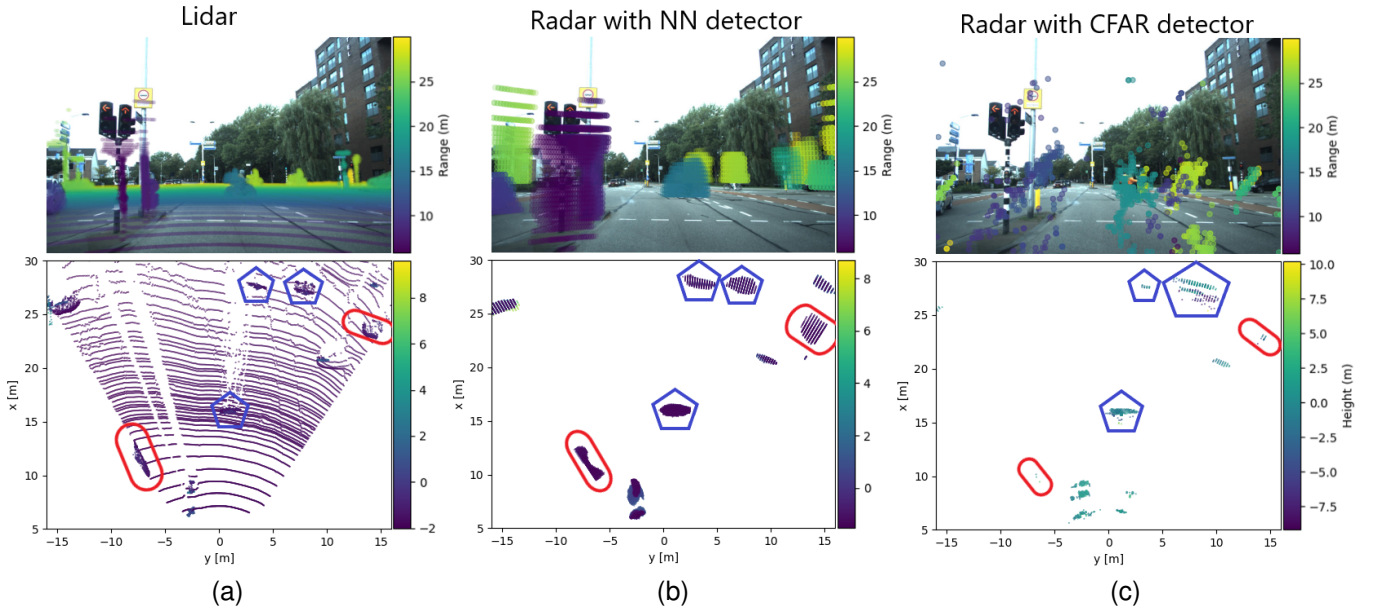 Lidar
Radar with NN detector
Radar with CFAR detector
25
20
15
10
Range (m)
25
20
15
10
Range (m)
25
20
15
10
Range (m)
30
25
20
15
10
5
x [m]
−15 −10 −5 0 5 10 15
y [m]
8
6
4
2
0
−2
30
25
20
15
10
5
x [m]
−15 −10 −5 0 5 10 15
y [m]
8
6
4
2
0
30
25
20
15
10
5
x [m]
−15 −10 −5 0 5 10 15
y [m]
10.0
7.5
5.0
2.5
0.0
−2.5
−5.0
−7.5
Height (m)
(a)
(b)
(c)